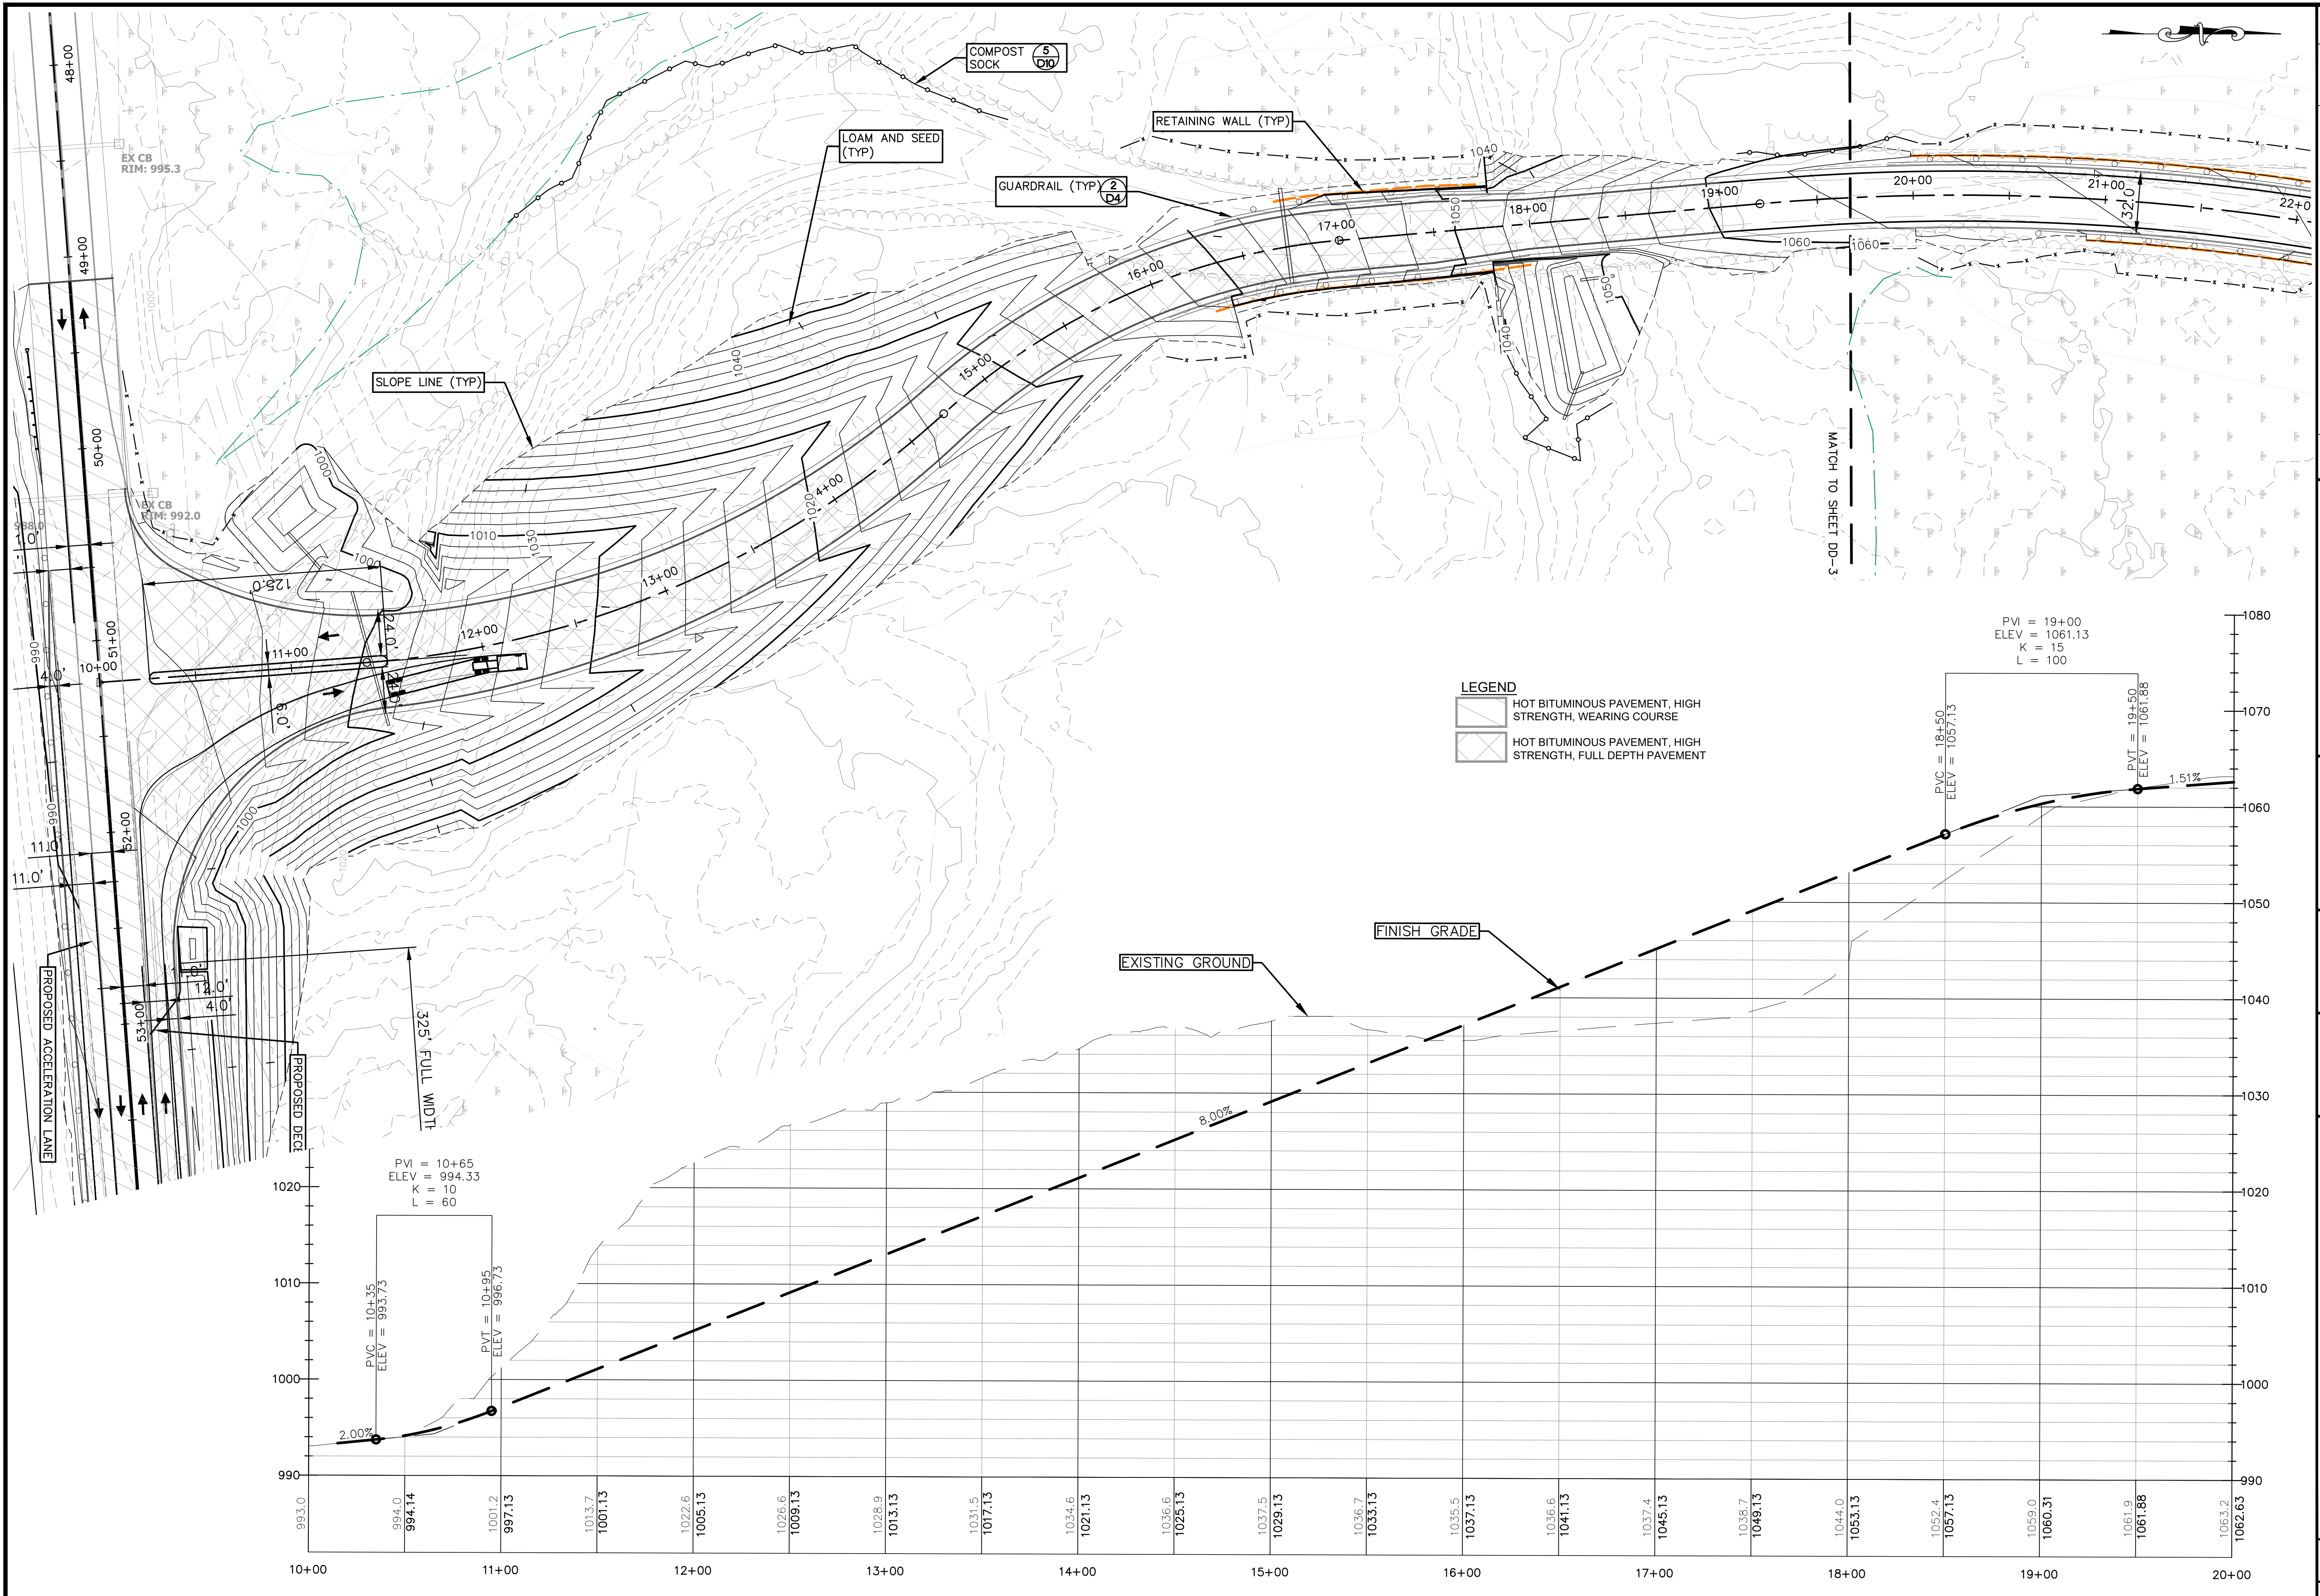 48+00
49+00
50+00
51+00
52+00
53+00
EX CB
RIM: 995.3
EX CB
RIM: 992.0
988.0
1.0'
COMPOST
SOCK
5
D10
LOAM AND SEED
(TYP)
RETAINING WALL (TYP)
GUARDRAIL (TYP)
2
D4
SLOPE LINE (TYP)
1040
1050
1060
1060
1050
1040
1040
1000
1000
1000
1010
1030
1020
1020
1000
990
990
125.0'
24.0'
24.0'
6.0'
4.0'
11.0'
11.0'
12.0'
4.0'
32.0'
10+00
11+00
12+00
13+00
14+00
15+00
16+00
17+00
18+00
19+00
20+00
21+00
22+0
MATCH TO SHEET DD-3
PROPOSED ACCELERATION LANE
PROPOSED DECE
325' FULL WIDTH
LEGEND
HOT BITUMINOUS PAVEMENT, HIGH
STRENGTH, WEARING COURSE
HOT BITUMINOUS PAVEMENT, HIGH
STRENGTH, FULL DEPTH PAVEMENT
PVI = 19+00
ELEV = 1061.13
K = 15
L = 100
PVC = 18+50
ELEV = 1057.13
PVT = 19+50
ELEV = 1061.88
1.51%
FINISH GRADE
EXISTING GROUND
8.00%
PVI = 10+65
ELEV = 994.33
K = 10
L = 60
PVC = 10+35
ELEV = 993.73
PVT = 10+95
ELEV = 996.73
2.00%
1020
1010
1000
990
1080
1070
1060
1050
1040
1030
1020
1010
1000
990
993.0
994.0
994.14
1001.2
997.13
1013.7
1001.13
1022.6
1005.13
1026.6
1009.13
1028.9
1013.13
1031.5
1017.13
1034.6
1021.13
1036.6
1025.13
1037.5
1029.13
1036.7
1033.13
1035.5
1037.13
1036.6
1041.13
1037.4
1045.13
1038.7
1049.13
1044.0
1053.13
1052.4
1057.13
1059.0
1060.31
1061.9
1061.88
1063.2
1062.63
10+00
11+00
12+00
13+00
14+00
15+00
16+00
17+00
18+00
19+00
20+00